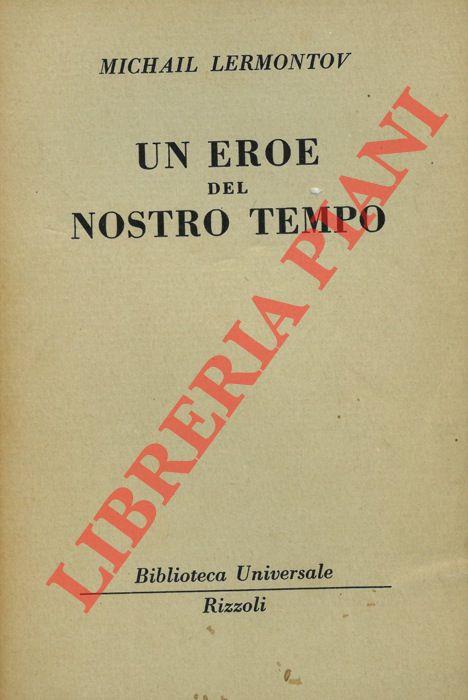 MICHAIL LERMONTOV
UN EROE
DEL
NOSTRO TEMPO
LIBRERIA PIANI
Biblioteca Universale
Rizzoli